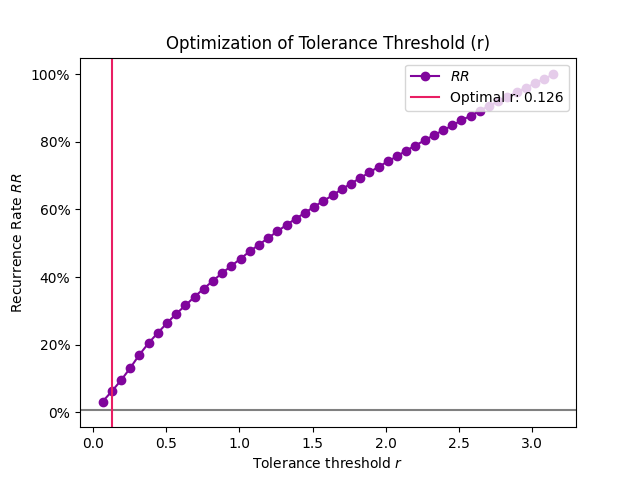 Optimization of Tolerance Threshold (r)
100%
80%
60%
40%
20%
0%
Recurrence Rate RR
RR
Optimal r: 0.126
0.0 0.5 1.0 1.5 2.0 2.5 3.0
Tolerance threshold r